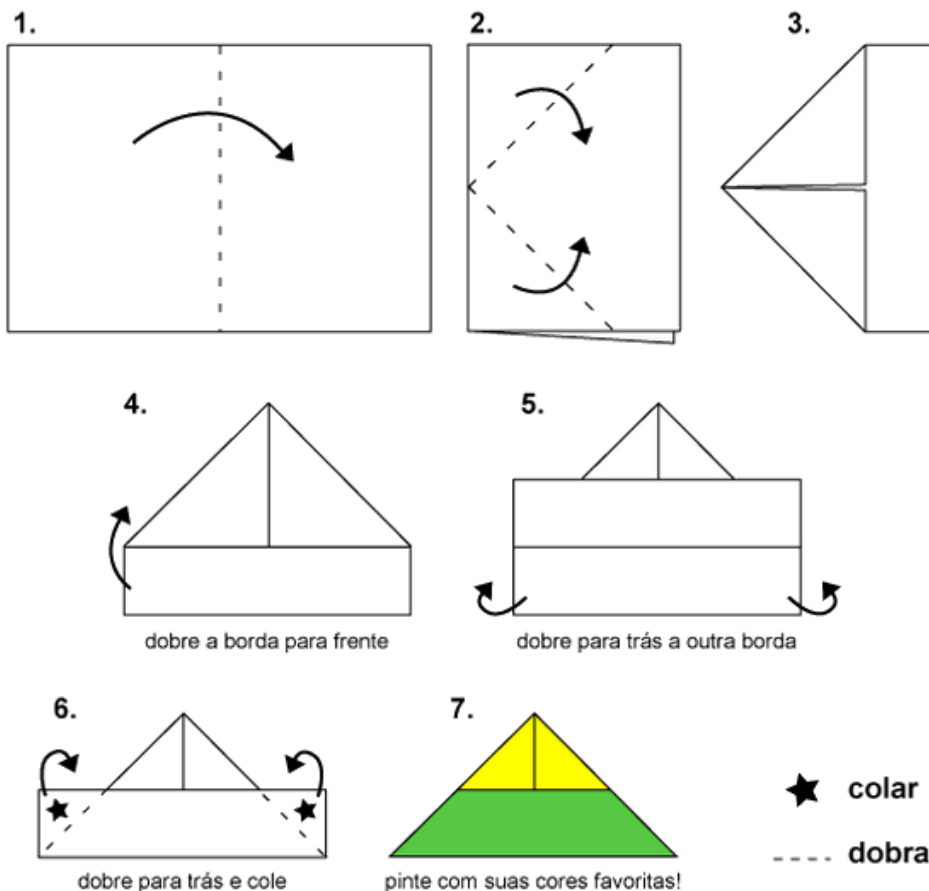 1.
2.
3.
4.
5.
dobre a borda para frente
dobre para trás a outra borda
6.
7.
colar
dobra
dobre para trás e cole
pinte com suas cores favoritas!